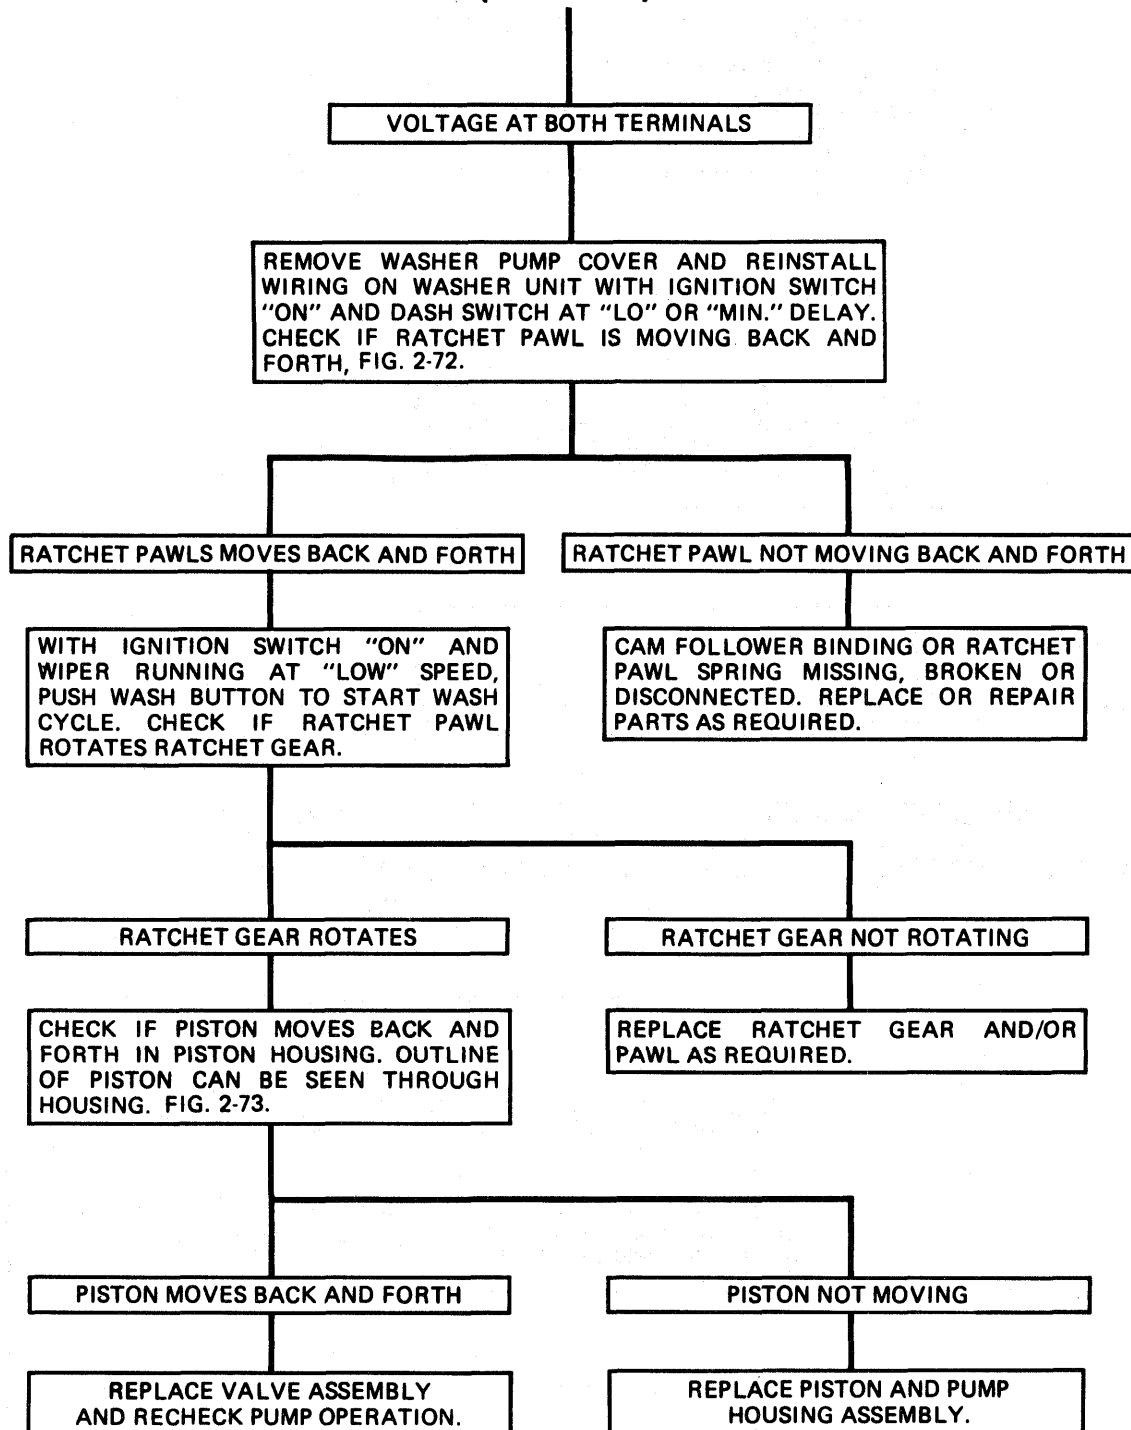 VOLTAGE AT BOTH TERMINALS
REMOVE WASHER PUMP COVER AND REINSTALL
WIRING ON WASHER UNIT WITH IGNITION SWITCH
"ON" AND DASH SWITCH AT "LO" OR "MIN." DELAY.
CHECK IF RATCHET PAWL IS MOVING BACK AND
FORTH, FIG. 2-72.
RATCHET PAWLS MOVES BACK AND FORTH
RATCHET PAWL NOT MOVING BACK AND FORTH
WITH IGNITION SWITCH "ON" AND
WIPER RUNNING AT "LOW" SPEED,
PUSH WASH BUTTON TO START WASH
CYCLE. CHECK IF RATCHET PAWL
ROTATES RATCHET GEAR.
CAM FOLLOWER BINDING OR RATCHET
PAWL SPRING MISSING, BROKEN OR
DISCONNECTED. REPLACE OR REPAIR
PARTS AS REQUIRED.
RATCHET GEAR ROTATES
RATCHET GEAR NOT ROTATING
CHECK IF PISTON MOVES BACK AND
FORTH IN PISTON HOUSING. OUTLINE
OF PISTON CAN BE SEEN THROUGH
HOUSING. FIG. 2-73.
REPLACE RATCHET GEAR AND/OR
PAWL AS REQUIRED.
PISTON MOVES BACK AND FORTH
PISTON NOT MOVING
REPLACE VALVE ASSEMBLY
AND RECHECK PUMP OPERATION.
REPLACE PISTON AND PUMP
HOUSING ASSEMBLY.